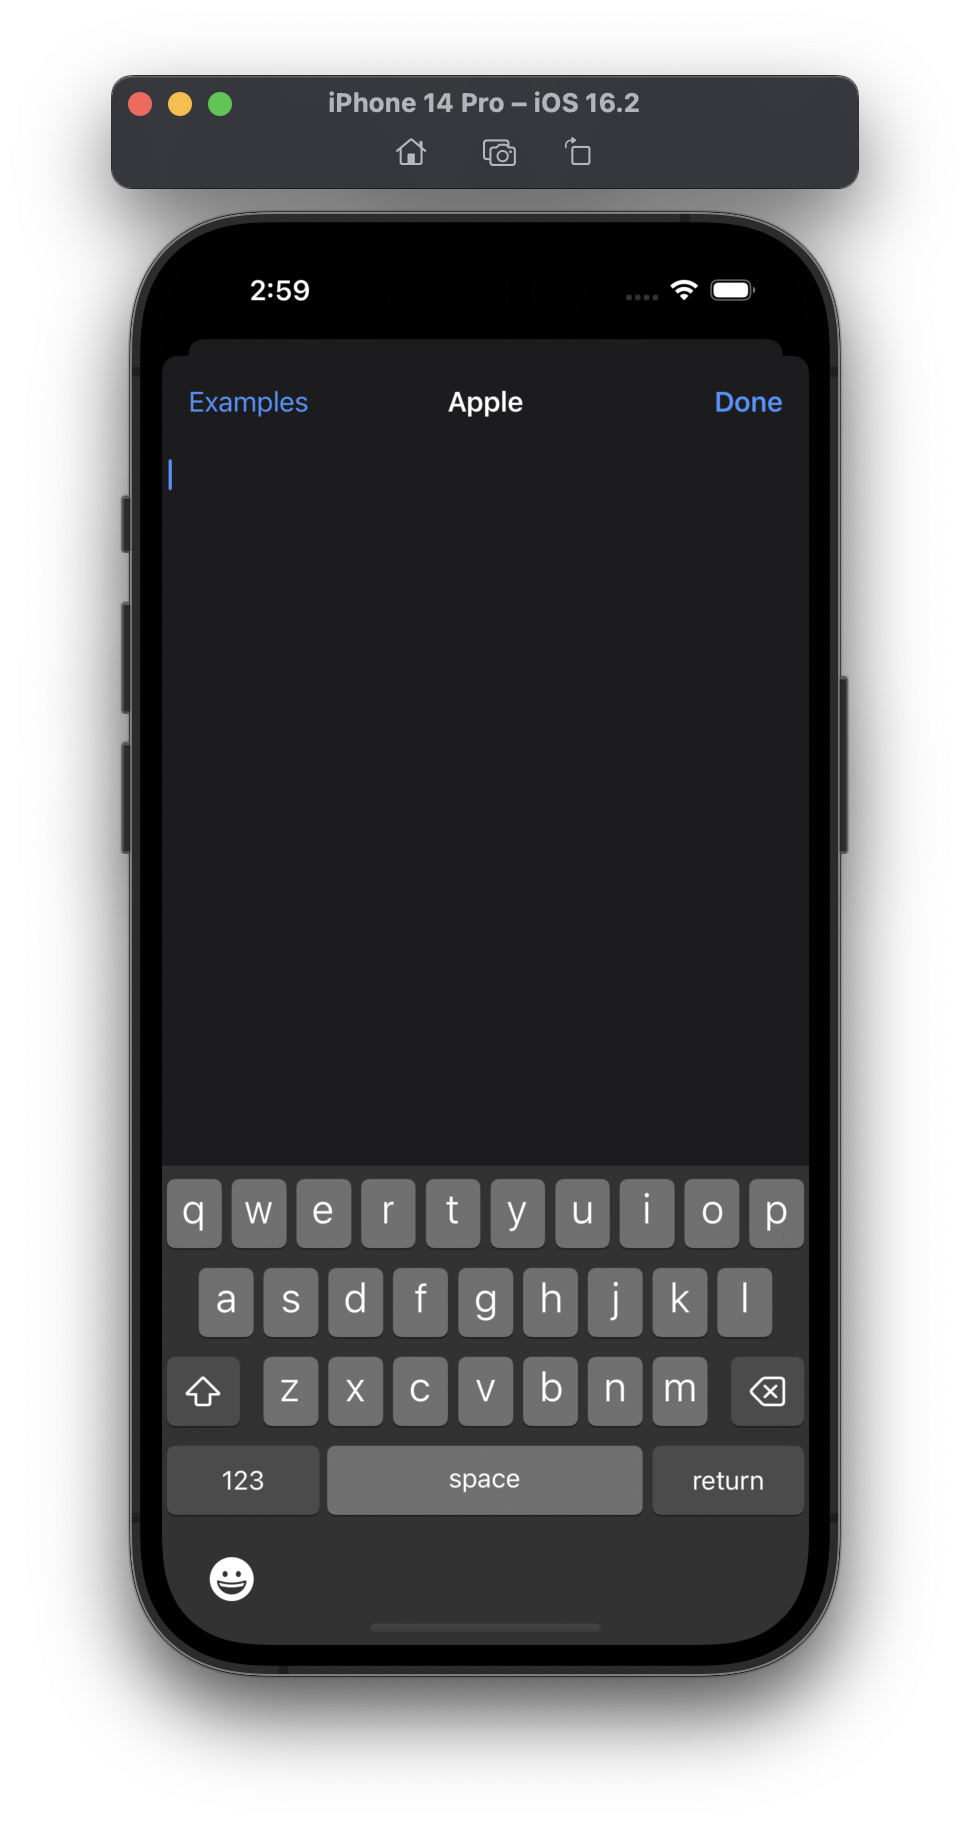 iPhone 14 Pro – iOS 16.2
2:59
Examples Apple Done
q w e r t y u i o p
a s d f g h j k l
z x c v b n m
123 space return